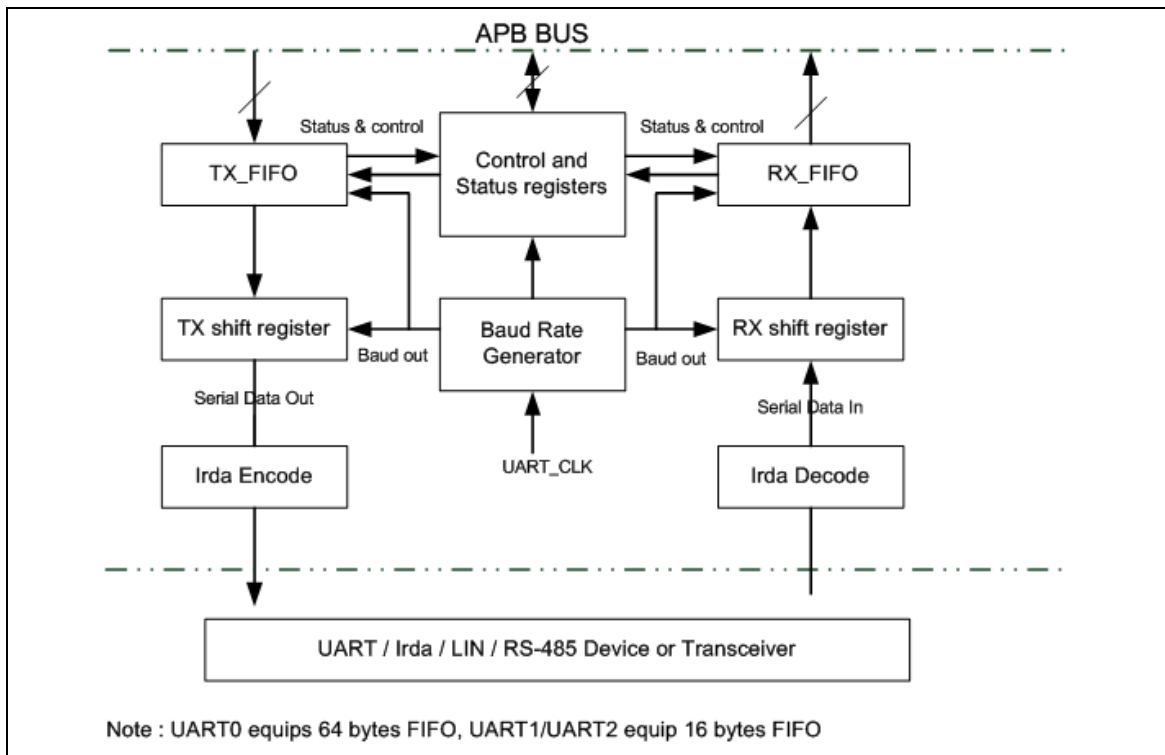 APB BUS
Status & control
Status & control
TX_FIFO
Control and
Status registers
RX_FIFO
TX shift register
Baud Rate
Generator
RX shift register
Baud out
Baud out
Serial Data Out
Serial Data In
UART_CLK
Irda Encode
Irda Decode
UART / Irda / LIN / RS-485 Device or Transceiver
Note : UART0 equips 64 bytes FIFO, UART1/UART2 equip 16 bytes FIFO